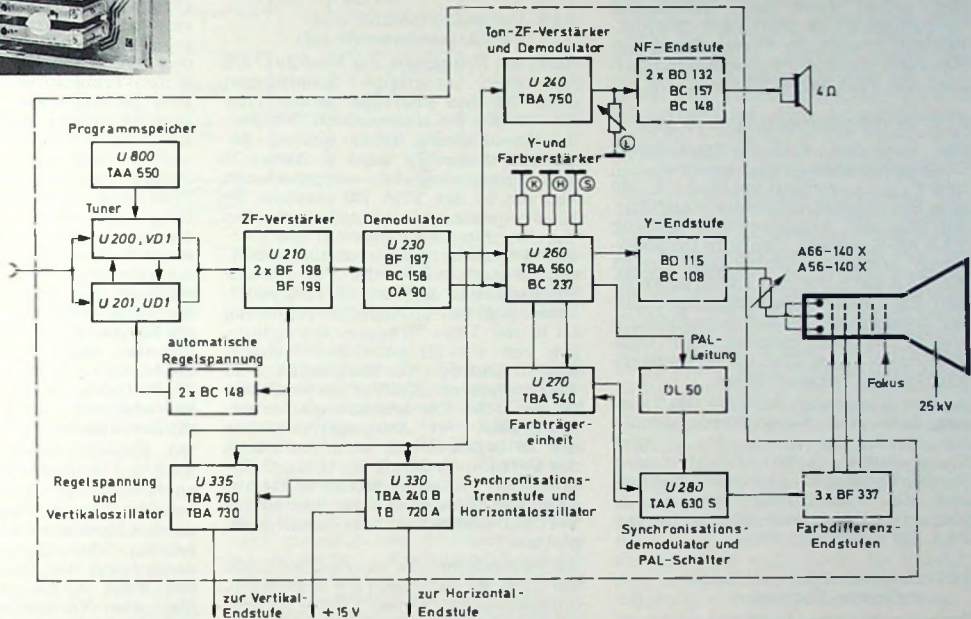 Ton-ZF-Verstärker
und Demodulator
U 240
TBA 750
NF-Endstufe
2 x BD 132
BC 157
BC 148
4Ω
L
Programmspeicher
U 800
TAA 550
Tuner
U 200, VD1
U 201, UD1
ZF-Verstärker
U 210
2 x BF 198
BF 199
Demodulator
U 230
BF 197
BC 158
OA 90
Y-und
Farbverstärker
K H S
U 260
TBA 560
BC 237
Y-Endstufe
BD 115
BC 108
A66-140 X
A56-140 X
Fokus
25 kV
automatische
Regelspannung
2 x BC 148
U 270
TBA 540
Farbträger-
einheit
PAL-
Leitung
DL 50
Regelspannung
und
Vertikaloszillator
U 335
TBA 760
TBA 730
U 330
TBA 240 B
TB 720 A
Synchronisations-
Trennstufe und
Horizontaloszillator
U 280
TAA 630 S
Synchronisations-
demodulator und
PAL-Schalter
3 x BF 337
Farbdifferenz-
Endstufen
zur Vertikal-
Endstufe
+15 V
zur Horizontal-
Endstufe